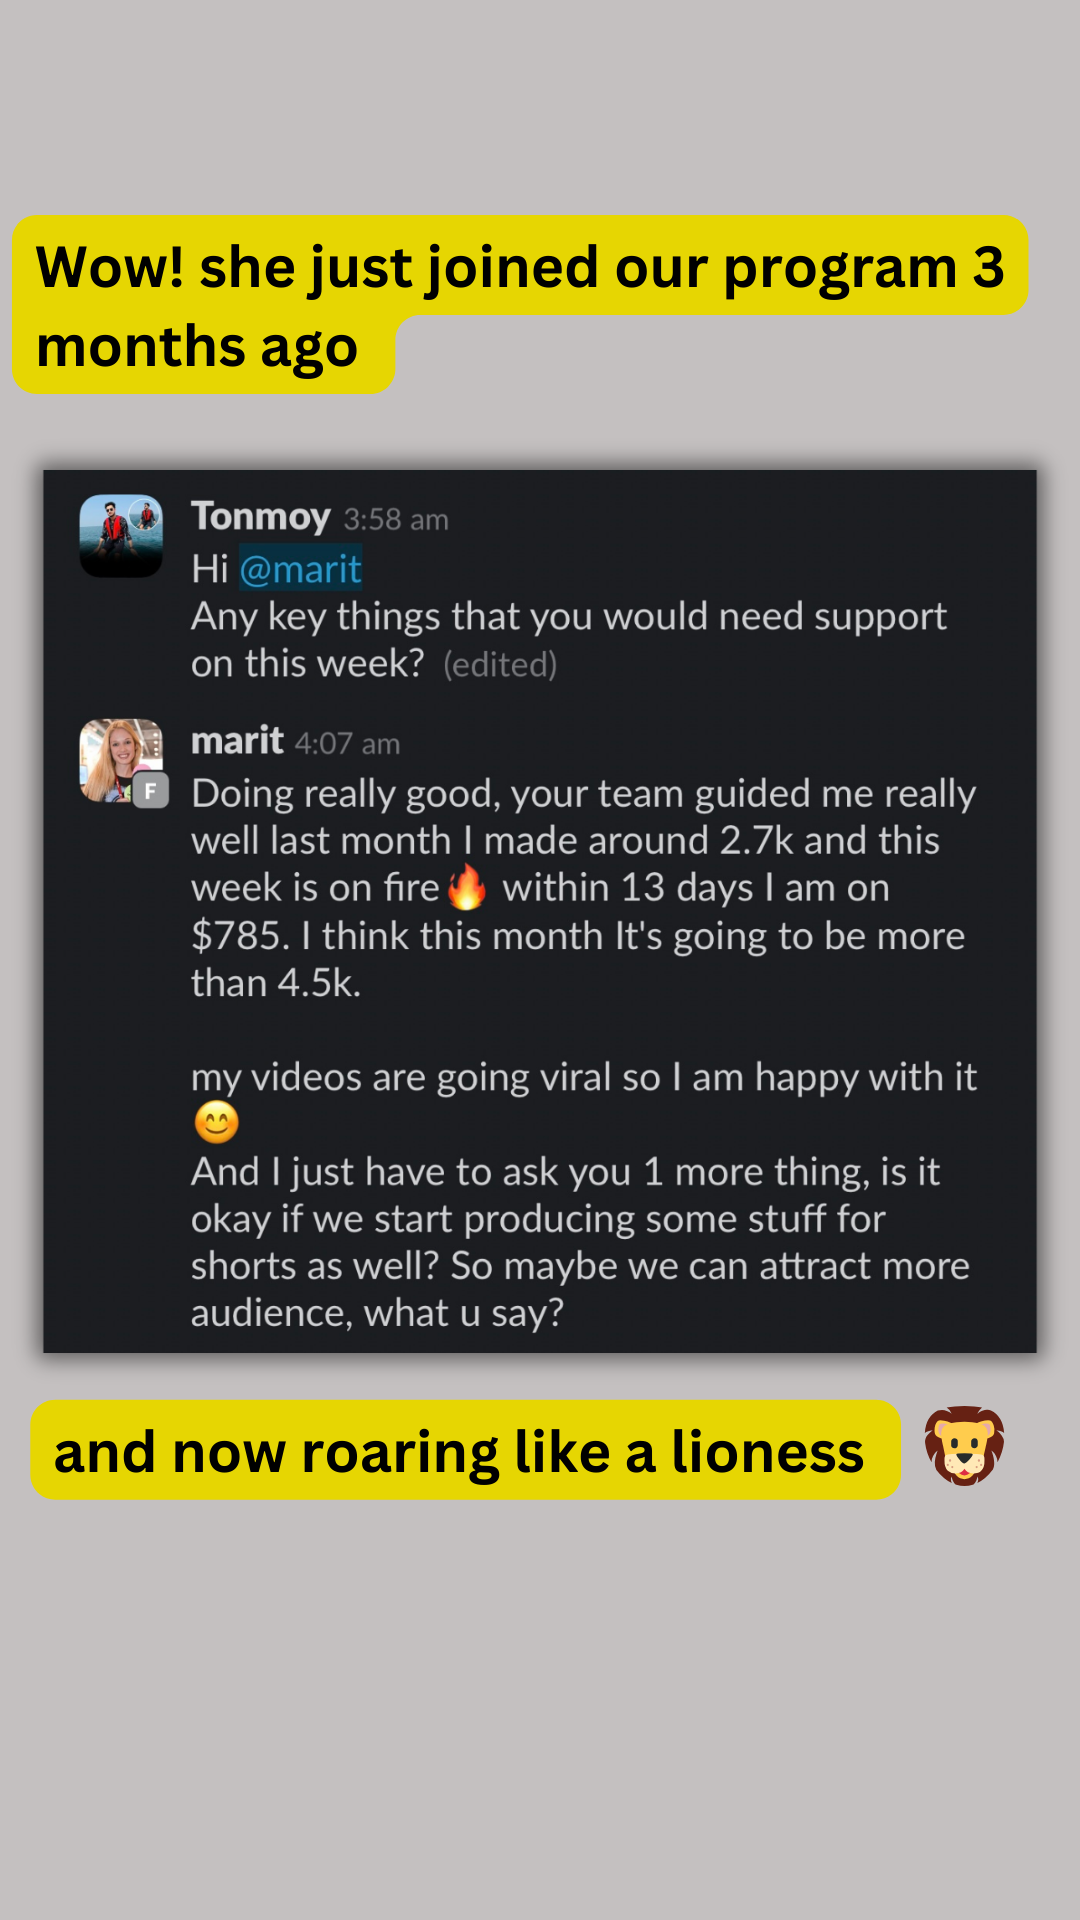 Wow! she just joined our program 3
months ago
Tonmoy 3:58 am
Hi @marit
Any key things that you would need support
on this week? (edited)
marit 4:07 am
F
Doing really good, your team guided me really
well last month I made around 2.7k and this
week is on fire🔥 within 13 days I am on
$785. I think this month It's going to be more
than 4.5k.
my videos are going viral so I am happy with it
😊
And I just have to ask you 1 more thing, is it
okay if we start producing some stuff for
shorts as well? So maybe we can attract more
audience, what u say?
and now roaring like a lioness 🦁